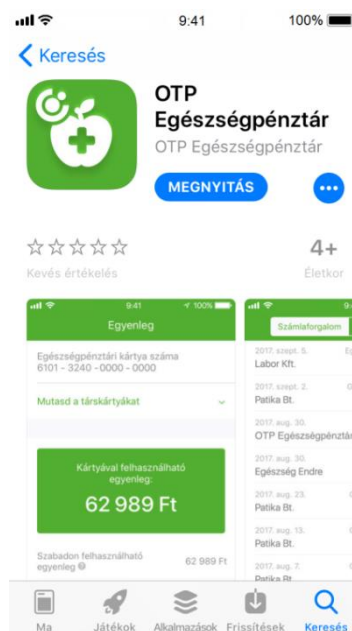 9:41 100%
Keresés
OTP
Egészségpénztár
OTP Egészségpénztár
MEGNYITÁS
4+
Kevés értékelés Életkor
9:41 100%
Egyenleg
Egészségpénztári kártya száma
6101 - 3240 -0000 - 0000
Mutasd a társkártyákat
Kártyával felhasználható
egyenleg:
62 989 Ft
Szabadon felhasználható
egyenleg
62 989 Ft
Számlaforgalom
2017. szept. 5.
Labor Kft.
2017. szept. 2.
Patika Bt.
2017. aug. 30.
OTP Egészségpénztár
2017. aug. 30.
Egészség Endre
2017. aug. 23.
Patika Bt.
2017. aug. 13.
Patika Bt.
2017. aug. 7.
Patika Bt.
Ma Játékok Alkalmazások Frissítések Keresés